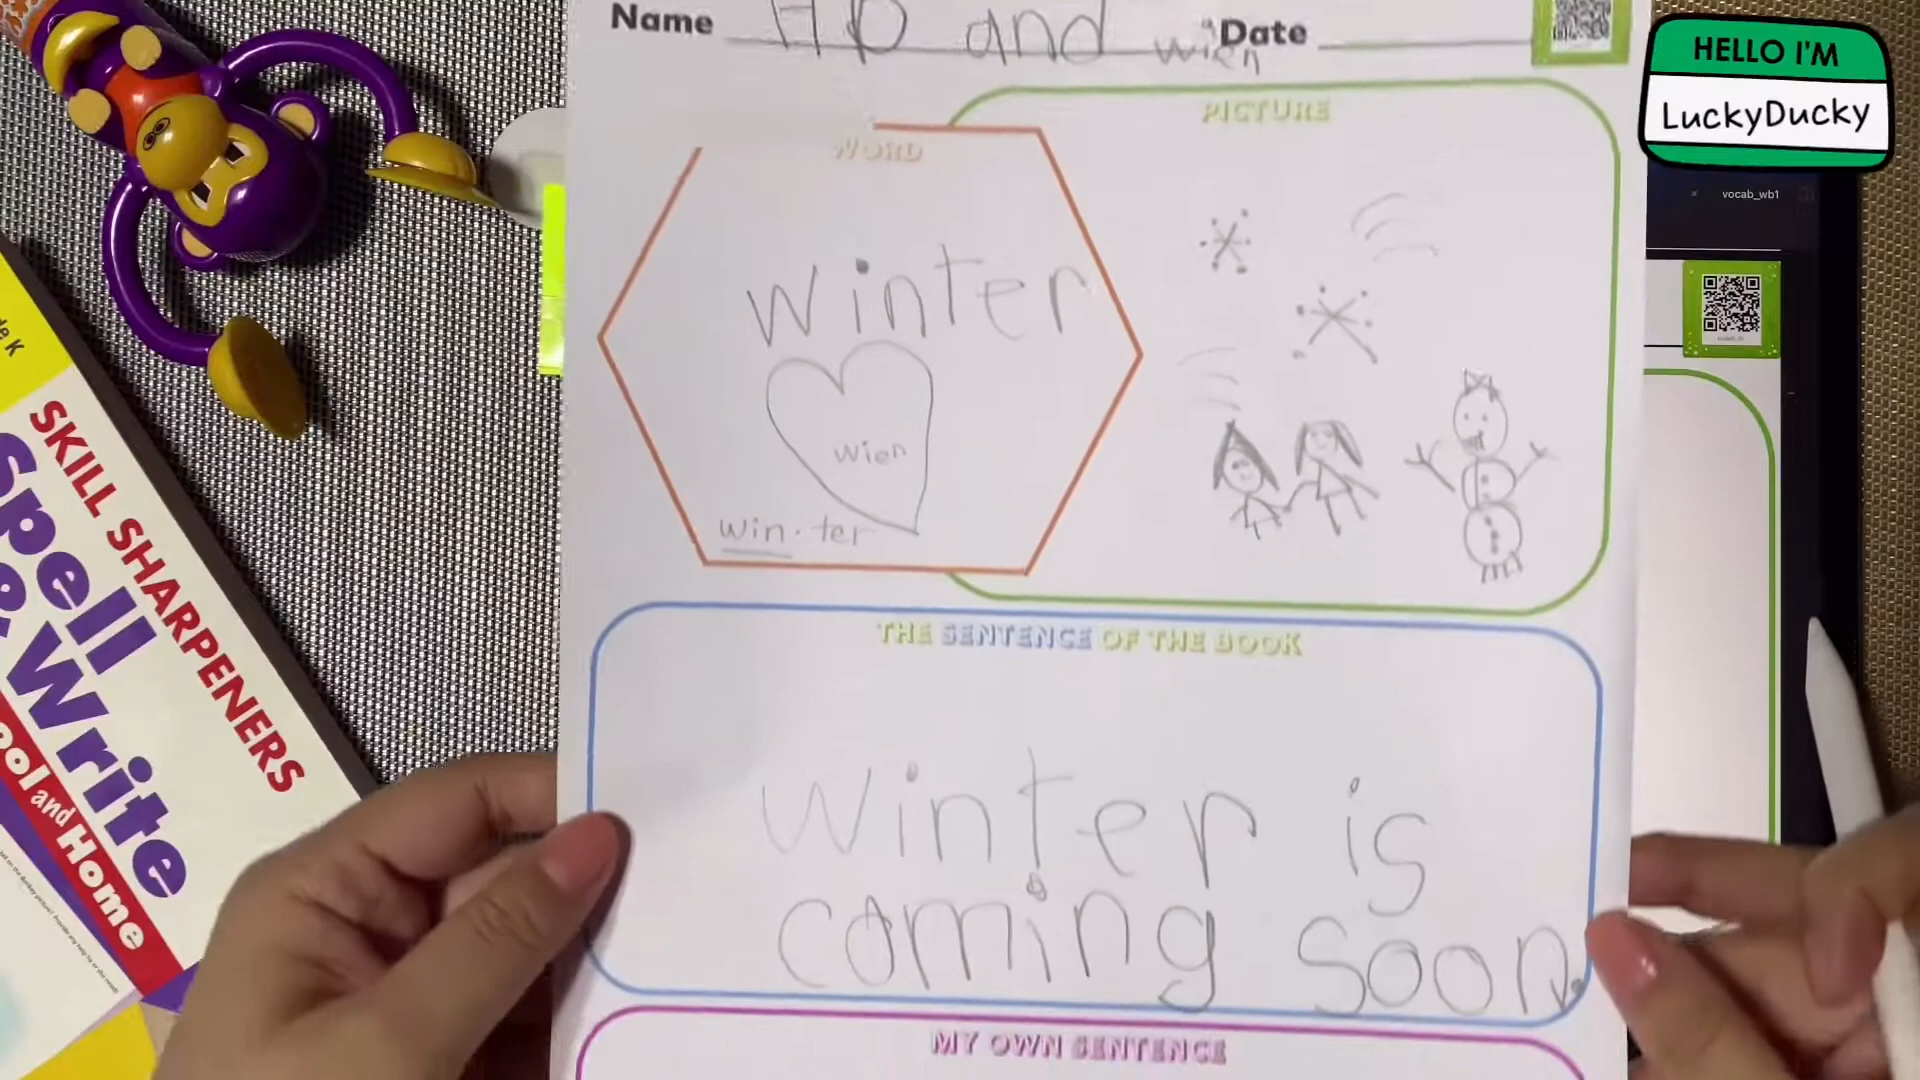 Name HD and wien Date
HELLO I'M
LuckyDucky
WORD
PICTURE
winter
wien
win·ter
vocab_wb1
THE SENTENCE OF THE BOOK
Winter is
coming soon.
MY OWN SENTENCE
SKILL SHARPENERS
Spell
& Write
and Home